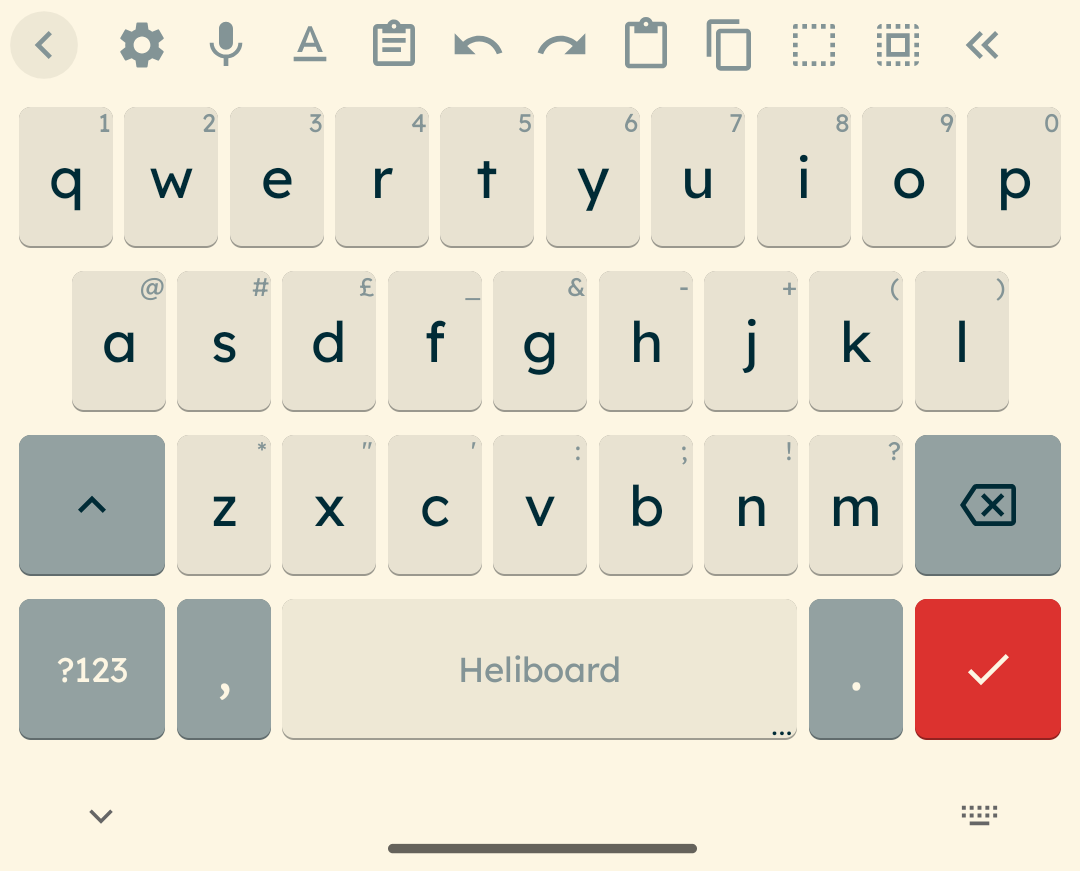 A
1 2 3 4 5 6 7 8 9 0
q w e r t y u i o p
@ # £ _ & - + ( )
a s d f g h j k l
* " ' : ; ! ?
z x c v b n m
?123 , Heliboard .
...